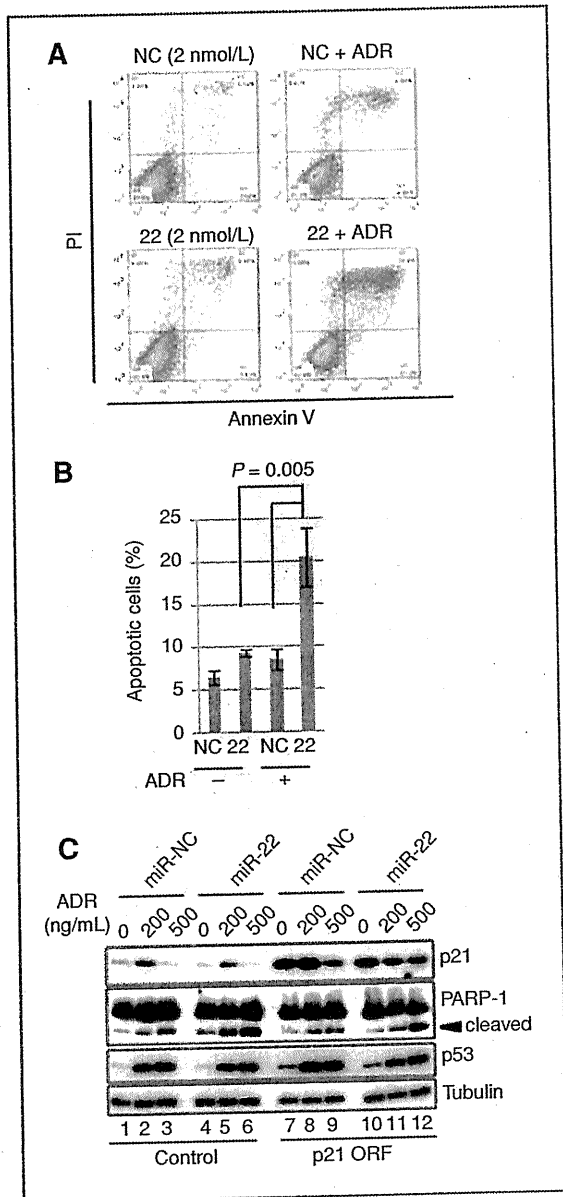 A
NC (2 nmol/L) NC + ADR
22 (2 nmol/L) 22 + ADR
PI
Annexin V
B
P = 0.005
Apoptotic cells (%)
25
20
15
10
5
0
NC 22 NC 22
ADR − +
C
miR-NC miR-22 miR-NC miR-22
ADR
(ng/mL) 0 200 500 0 200 500 0 200 500 0 200 500
p21
PARP-1
cleaved
p53
Tubulin
1 2 3 4 5 6 7 8 9 10 11 12
Control p21 ORF